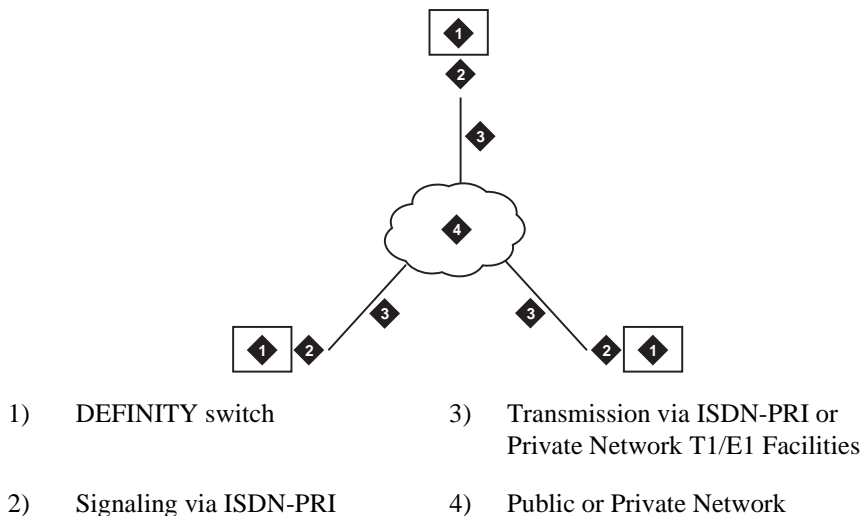 1
2
3
4
3 3
1 2 2 1
1) DEFINITY switch
3) Transmission via ISDN-PRI or
Private Network T1/E1 Facilities
2) Signaling via ISDN-PRI
4) Public or Private Network